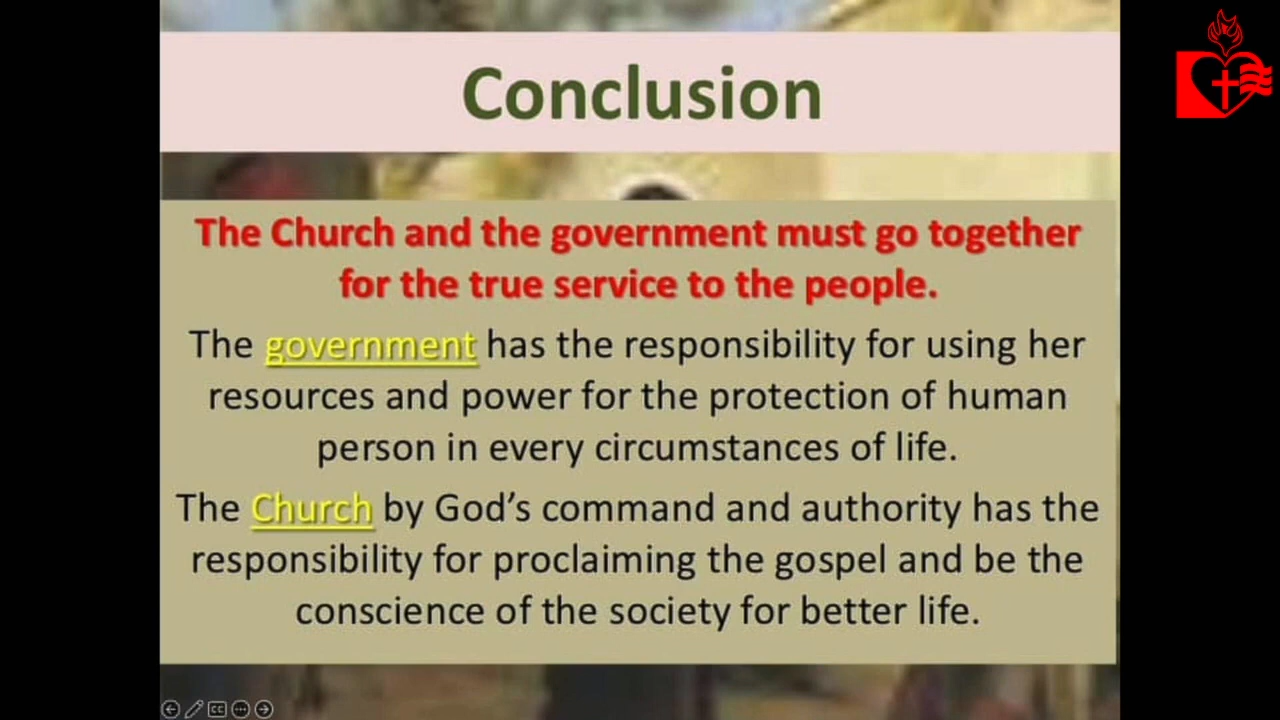 Conclusion
The Church and the government must go together
for the true service to the people.
The government has the responsibility for using her
resources and power for the protection of human
person in every circumstances of life.
The Church by God’s command and authority has the
responsibility for proclaiming the gospel and be the
conscience of the society for better life.
CC